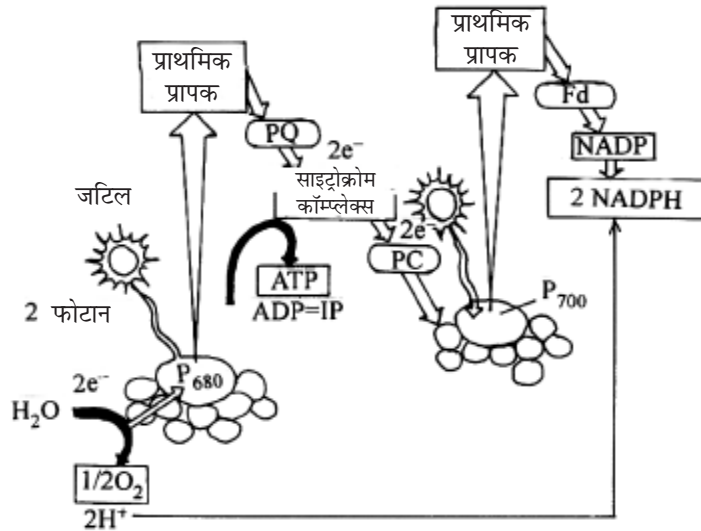 प्राथमिक
प्रापक
PQ
2e⁻
साइट्रोक्रोम
कॉम्प्लेक्स
जटिल
2 फोटान
ATP
ADP=IP
2e⁻
PC
P₆₈₀
2e⁻
H₂O
1/2O₂
2H⁺
प्राथमिक
प्रापक
Fd
NADP
2 NADPH
P₇₀₀